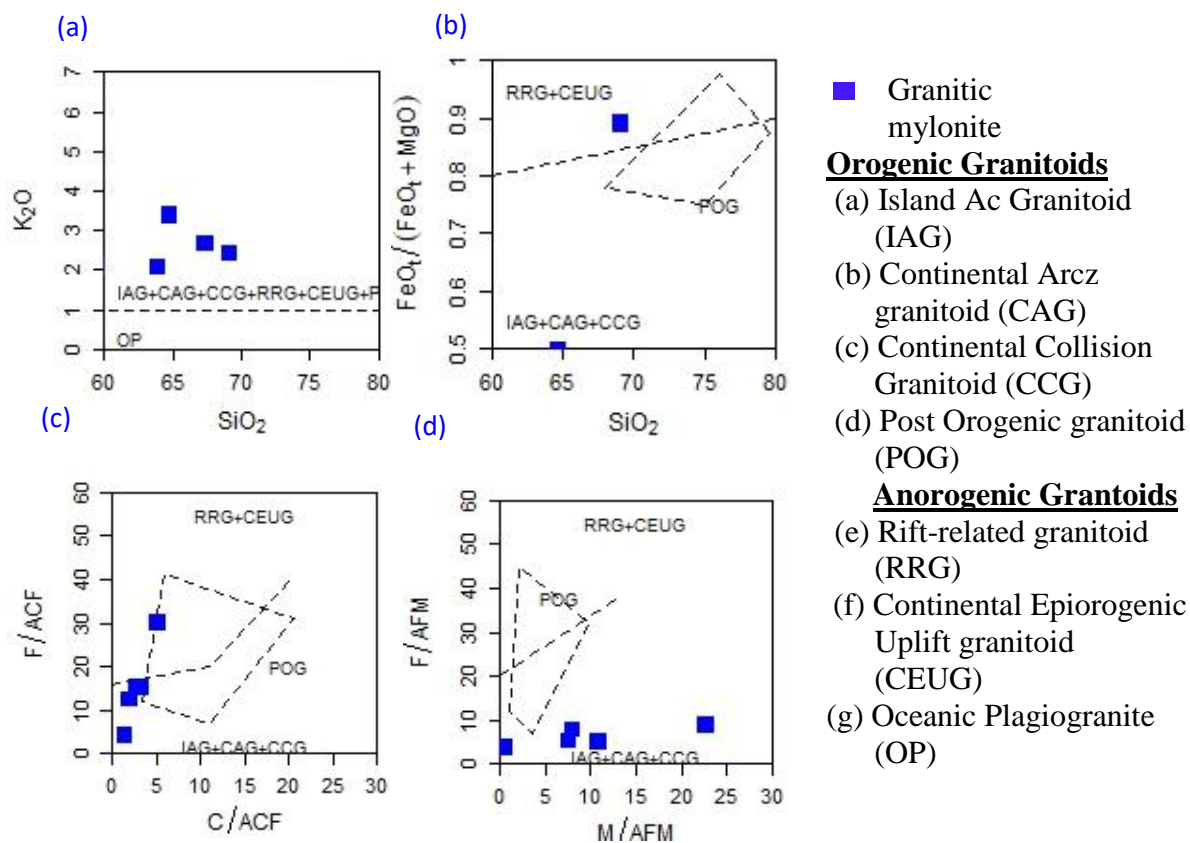 (a)
7
6
5
4
3
2
1
0
K₂O
IAG+CAG+CCG+RRG+CEUG+P
OP
60 65 70 75 80
SiO₂
(b)
1
0.9
0.8
0.7
0.6
0.5
FeOt/(FeOt+MgO)
RRG+CEUG
POG
IAG+CAG+CCG
60 65 70 75 80
SiO₂
(c)
60
50
40
30
20
10
0
F/ACF
RRG+CEUG
POG
IAG+CAG+CCG
0 5 10 15 20 25 30
C/ACF
(d)
60
50
40
30
20
10
0
F/AFM
RRG+CEUG
POG
IAG+CAG+CCG
0 5 10 15 20 25 30
M/AFM
Granitic
mylonite
Orogenic Granitoids
(a) Island Ac Granitoid
(IAG)
(b) Continental Arcz
granitoid (CAG)
(c) Continental Collision
Granitoid (CCG)
(d) Post Orogenic granitoid
(POG)
Anorogenic Grantoids
(e) Rift-related granitoid
(RRG)
(f) Continental Epiorogenic
Uplift granitoid
(CEUG)
(g) Oceanic Plagiogranite
(OP)